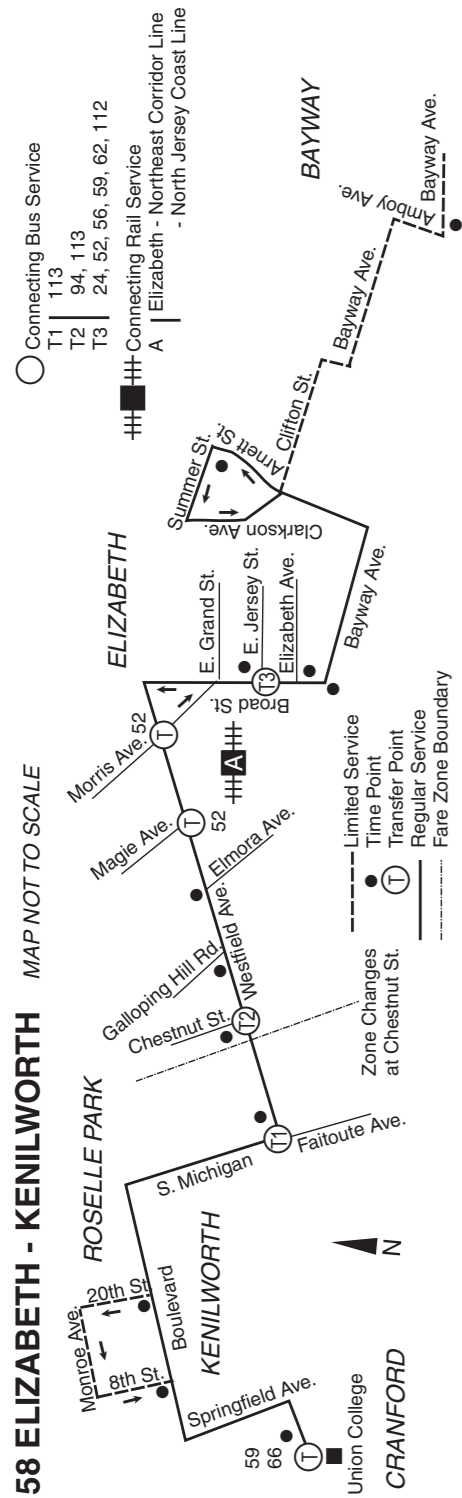 58 ELIZABETH - KENILWORTH MAP NOT TO SCALE
Connecting Bus Service
T1 113
T2 94, 113
T3 24, 52, 56, 59, 62, 112
Connecting Rail Service
A Elizabeth - Northeast Corridor Line
- North Jersey Coast Line
ROSELLE PARK
ELIZABETH
BAYWAY
Monroe Ave.
20th St.
8th St.
Boulevard
KENILWORTH
Springfield Ave.
59
66
T
Union College
CRANFORD
N
S. Michigan
T1
Faitoute Ave.
Chestnut St.
T2
Galloping Hill Rd.
Westfield Ave.
Elmora Ave.
Magie Ave.
T
52
Morris Ave.
52
T
A
E. Grand St.
E. Jersey St.
T3
Broad St.
Elizabeth Ave.
Bayway Ave.
Clarkson Ave.
Summer St.
Arnett St.
Clifton St.
Bayway Ave.
Amboy Ave.
Bayway Ave.
Zone Changes
at Chestnut St.
Limited Service
Time Point
T Transfer Point
Regular Service
Fare Zone Boundary